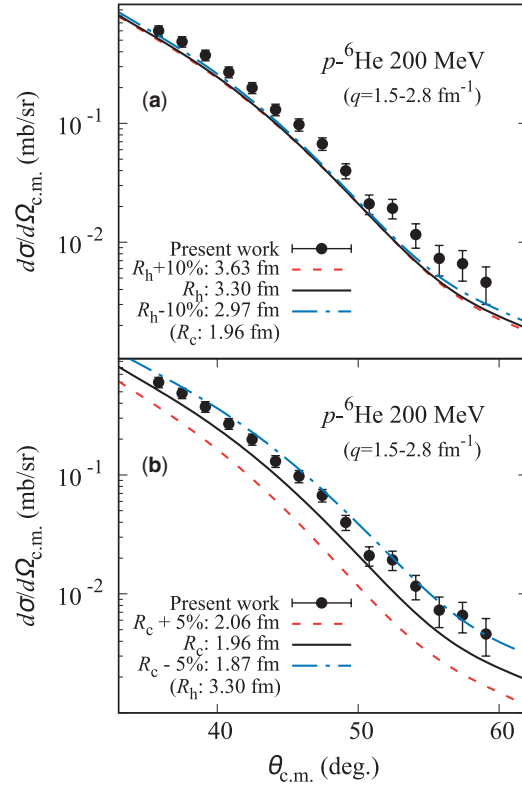 p-⁶He 200 MeV
(a)
(q=1.5-2.8 fm⁻¹)
10⁻¹
dσ/dΩc.m. (mb/sr)
10⁻²
Present work
Rh+10%: 3.63 fm
Rh: 3.30 fm
Rh-10%: 2.97 fm
(Rc: 1.96 fm)
p-⁶He 200 MeV
(b)
(q=1.5-2.8 fm⁻¹)
10⁻¹
dσ/dΩc.m. (mb/sr)
10⁻²
Present work
Rc + 5%: 2.06 fm
Rc: 1.96 fm
Rc - 5%: 1.87 fm
(Rh: 3.30 fm)
40 50 60
θc.m. (deg.)